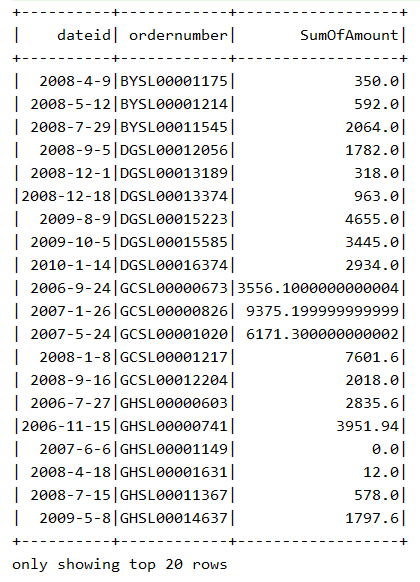 +----------+------------+-----------------+
|    dateid| ordernumber|      SumOfAmount|
+----------+------------+-----------------+
|  2008-4-9|BYSL00001175|            350.0|
| 2008-5-12|BYSL00001214|            592.0|
| 2008-7-29|BYSL00011545|           2064.0|
|  2008-9-5|DGSL00012056|           1782.0|
| 2008-12-1|DGSL00013189|            318.0|
|2008-12-18|DGSL00013374|            963.0|
|  2009-8-9|DGSL00015223|           4655.0|
| 2009-10-5|DGSL00015585|           3445.0|
| 2010-1-14|DGSL00016374|           2934.0|
| 2006-9-24|GCSL00000673|3556.1000000000004|
| 2007-1-26|GCSL00000826| 9375.199999999999|
| 2007-5-24|GCSL00001020| 6171.300000000002|
|  2008-1-8|GCSL00001217|           7601.6|
| 2008-9-16|GCSL00012204|           2018.0|
| 2006-7-27|GHSL00000603|           2835.6|
|2006-11-15|GHSL00000741|          3951.94|
|  2007-6-6|GHSL00001149|              0.0|
| 2008-4-18|GHSL00001631|             12.0|
| 2008-7-15|GHSL00011367|            578.0|
|  2009-5-8|GHSL00014637|           1797.6|
+----------+------------+-----------------+
only showing top 20 rows